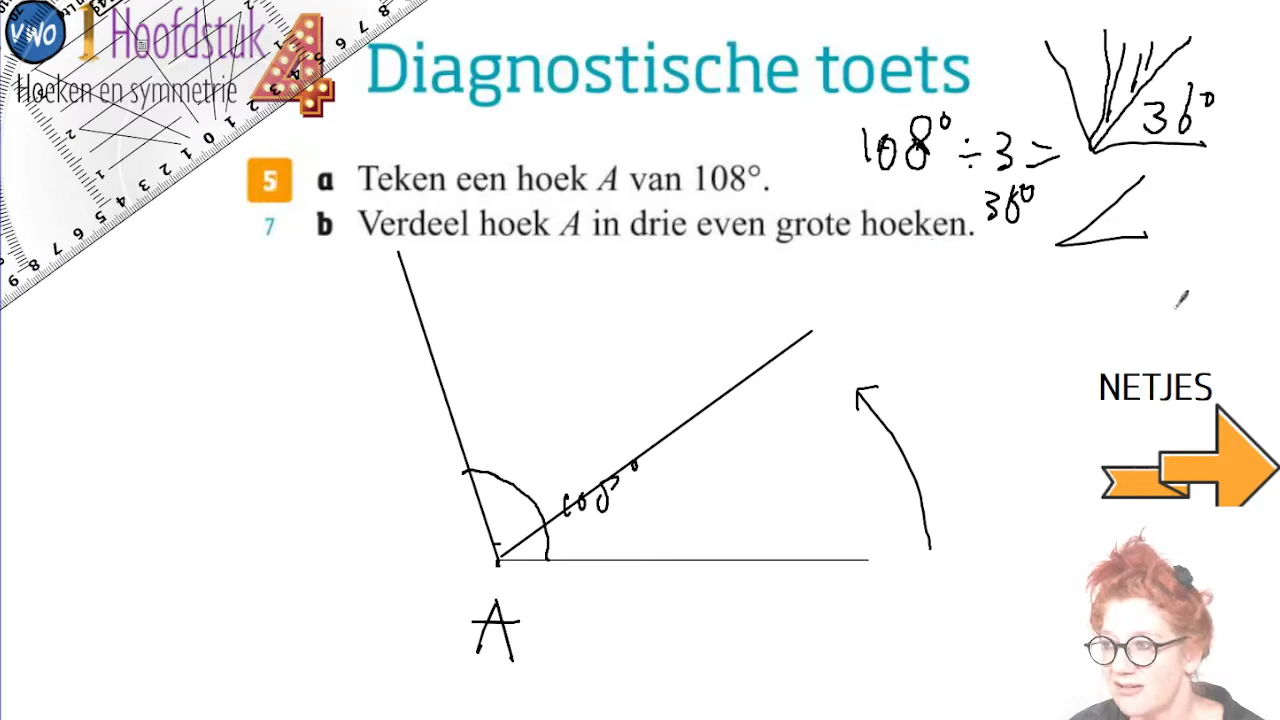 VWO 1 Hoofdstuk 4
Hoeken en symmetrie
Diagnostische toets
108° ÷ 3 =
36°
36°
5 a Teken een hoek A van 108°.
7 b Verdeel hoek A in drie even grote hoeken.
108°
A
NETJES